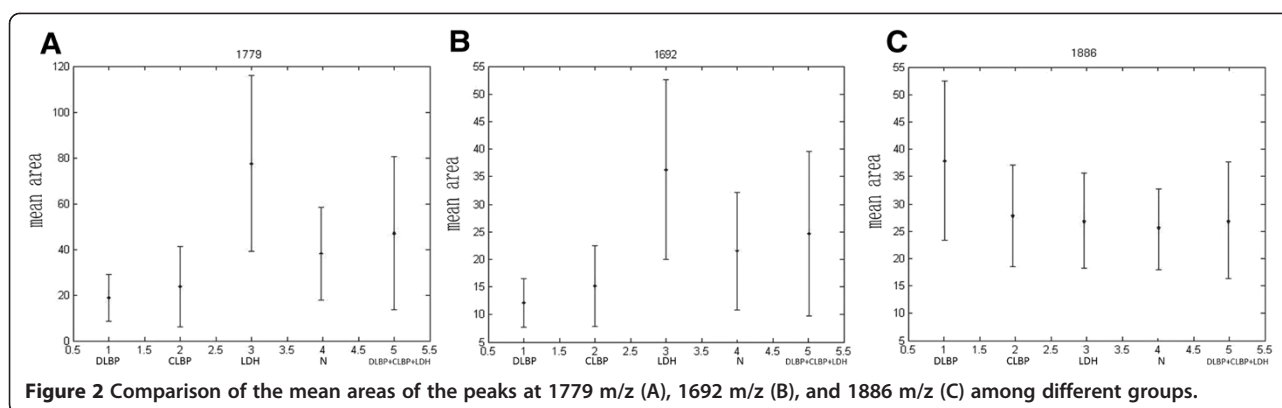 A
1779
mean area
120
100
80
60
40
20
0
0.5 1 1.5 2 2.5 3 3.5 4 4.5 5 5.5
DLBP CLBP LDH N DLBP+CLBP+LDH
B
1692
mean area
55
50
45
40
35
30
25
20
15
10
5
0.5 1 1.5 2 2.5 3 3.5 4 4.5 5 5.5
DLBP CLBP LDH N DLBP+CLBP+LDH
C
1886
mean area
55
50
45
40
35
30
25
20
15
10
5
0.5 1 1.5 2 2.5 3 3.5 4 4.5 5 5.5
DLBP CLBP LDH N DLBP+CLBP+LDH
Figure 2 Comparison of the mean areas of the peaks at 1779 m/z (A), 1692 m/z (B), and 1886 m/z (C) among different groups.